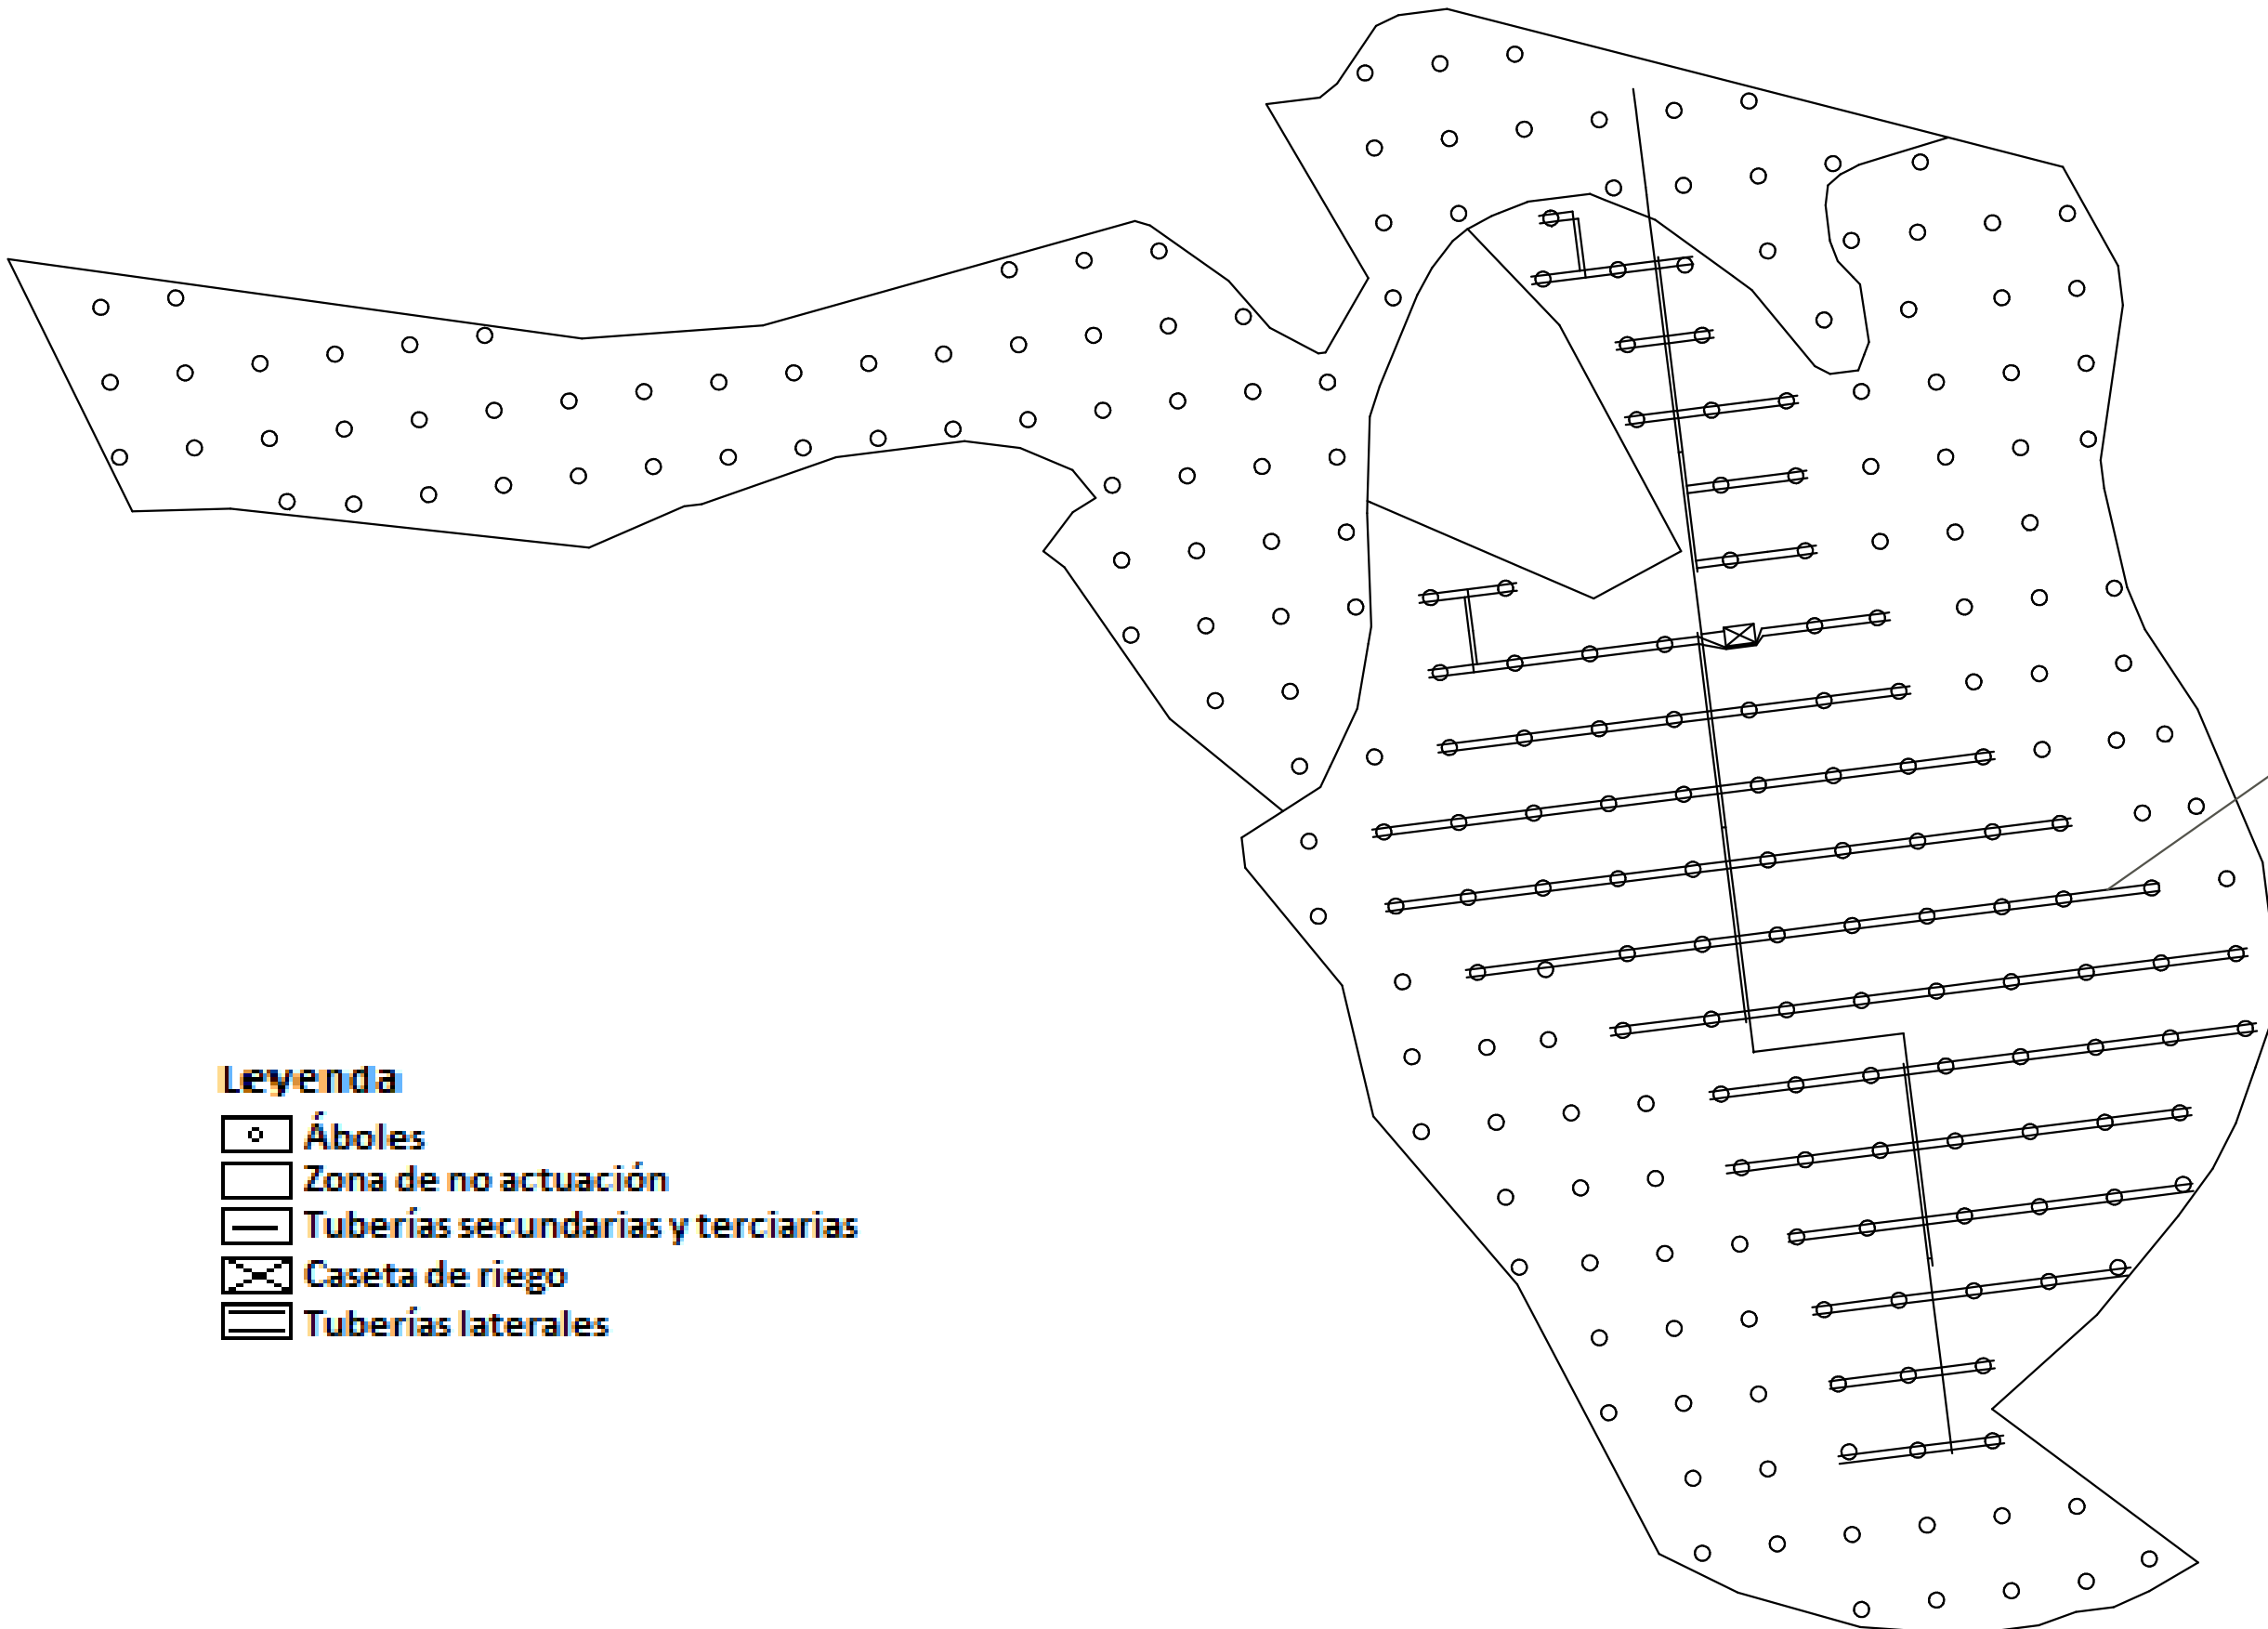 Leyenda
Áboles
Zona de no actuación
Tuberías secundarias y terciarias
Caseta de riego
Tuberías laterales